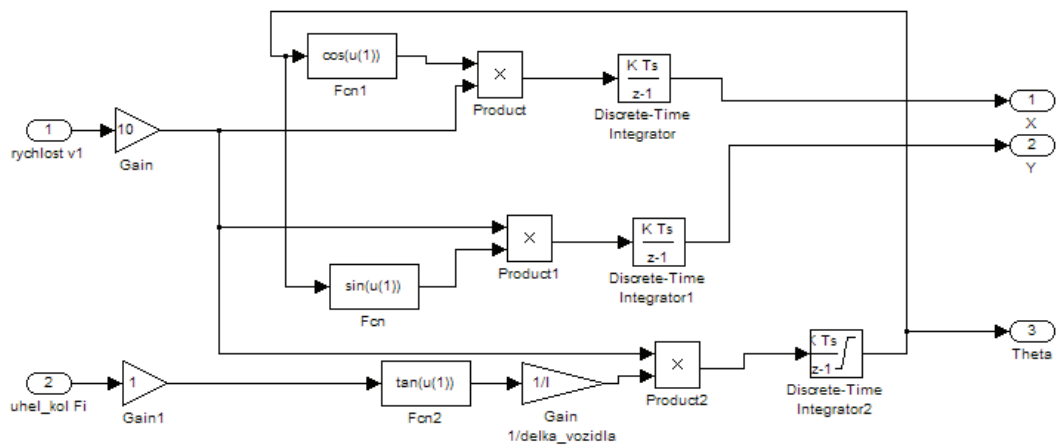 cos(u(1))
Fcn1
×
Product
K Ts
z-1
Discrete-Time
Integrator
1
X
1
rychlost v1
10
Gain
2
Y
×
Product1
K Ts
z-1
Discrete-Time
Integrator1
sin(u(1))
Fcn
2
uhel_kol Fi
1
Gain1
tan(u(1))
Fcn2
1/l
Gain
1/delka_vozidla
×
Product2
K Ts
z-1
Discrete-Time
Integrator2
3
Theta